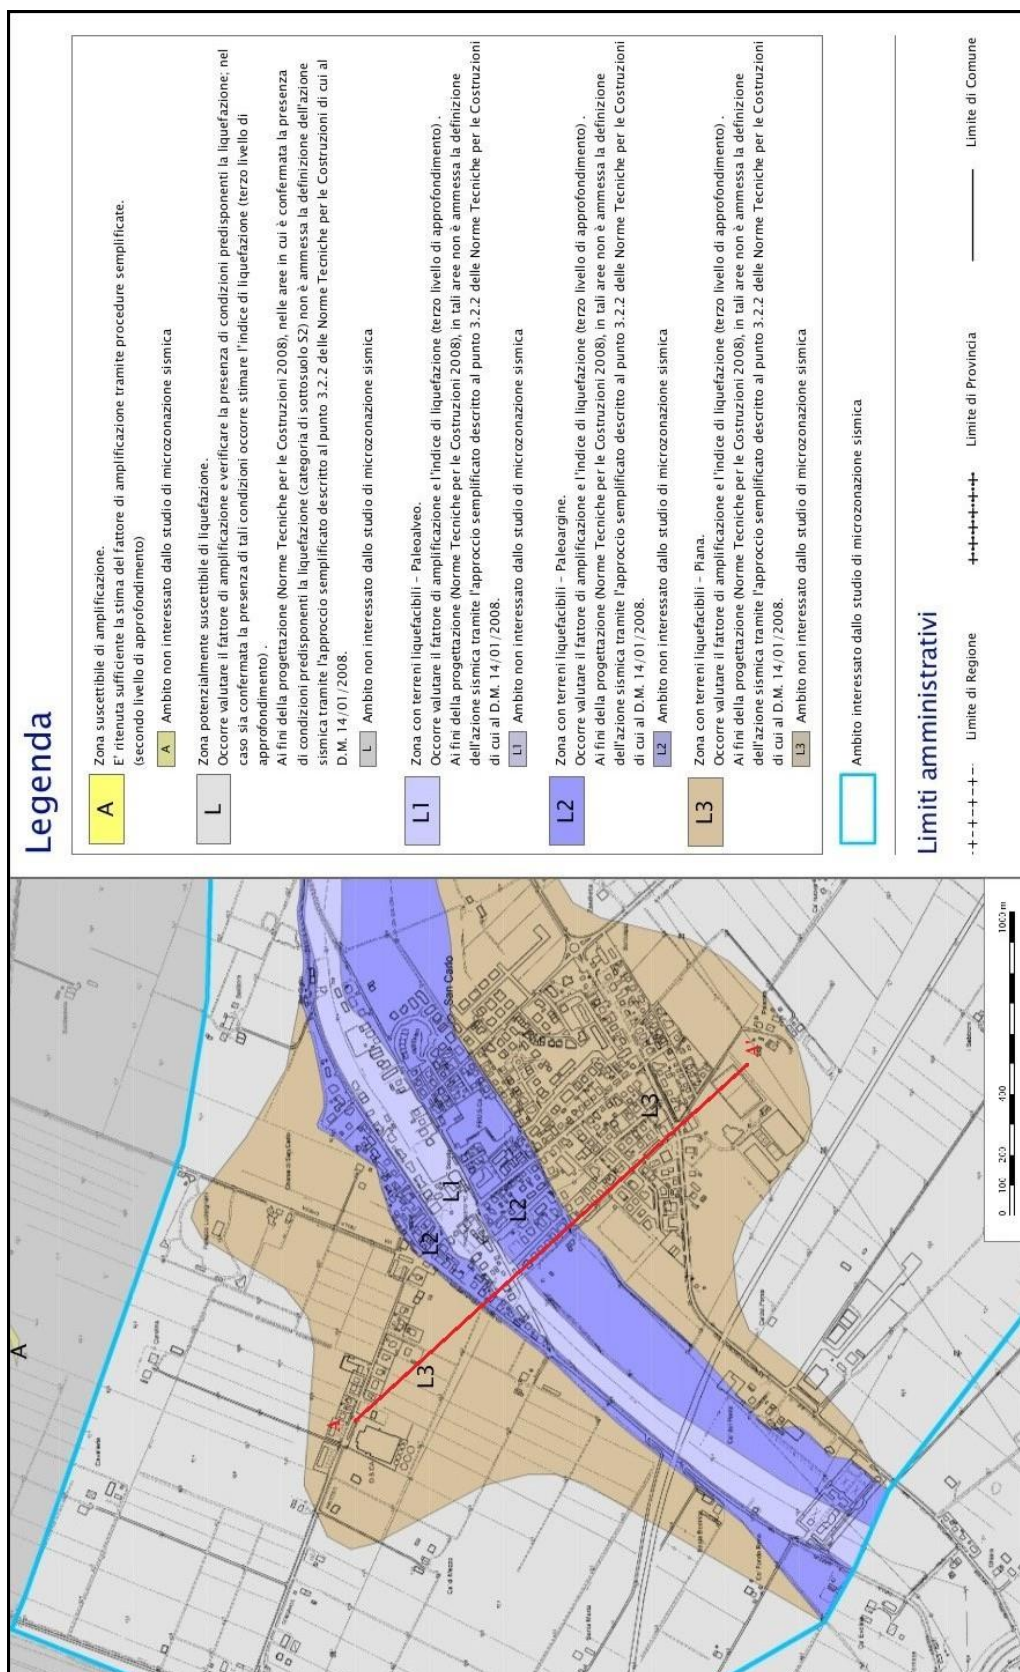 Legenda
A
Zona suscettibile di amplificazione.
E' ritenuta sufficiente la stima del fattore di amplificazione tramite procedure semplificate.
(secondo livello di approfondimento)
A
Ambito non interessato dallo studio di microzonazione sismica
L
Zona potenzialmente suscettibile di liquefazione.
Occorre valutare il fattore di amplificazione e verificare la presenza di condizioni predisponenti la liquefazione; nel
caso sia confermata la presenza di tali condizioni occorre stimare l'indice di liquefazione (terzo livello di
approfondimento) .
Ai fini della progettazione (Norme Tecniche per le Costruzioni 2008), nelle aree in cui è confermata la presenza
di condizioni predisponenti la liquefazione (categoria di sottosuolo S2) non è ammessa la definizione dell'azione
sismica tramite l'approccio semplificato descritto al punto 3.2.2 delle Norme Tecniche per le Costruzioni di cui al
D.M. 14/01/2008.
L
Ambito non interessato dallo studio di microzonazione sismica
L1
Zona con terreni liquefacibili – Paleoalveo.
Occorre valutare il fattore di amplificazione e l'indice di liquefazione (terzo livello di approfondimento) .
Ai fini della progettazione (Norme Tecniche per le Costruzioni 2008), in tali aree non è ammessa la definizione
dell'azione sismica tramite l'approccio semplificato descritto al punto 3.2.2 delle Norme Tecniche per le Costruzioni
di cui al D.M. 14/01/2008.
L1
Ambito non interessato dallo studio di microzonazione sismica
L2
Zona con terreni liquefacibili – Paleoargine.
Occorre valutare il fattore di amplificazione e l'indice di liquefazione (terzo livello di approfondimento) .
Ai fini della progettazione (Norme Tecniche per le Costruzioni 2008), in tali aree non è ammessa la definizione
dell'azione sismica tramite l'approccio semplificato descritto al punto 3.2.2 delle Norme Tecniche per le Costruzioni
di cui al D.M. 14/01/2008.
L2
Ambito non interessato dallo studio di microzonazione sismica
L3
Zona con terreni liquefacibili – Piana.
Occorre valutare il fattore di amplificazione e l'indice di liquefazione (terzo livello di approfondimento) .
Ai fini della progettazione (Norme Tecniche per le Costruzioni 2008), in tali aree non è ammessa la definizione
dell'azione sismica tramite l'approccio semplificato descritto al punto 3.2.2 delle Norme Tecniche per le Costruzioni
di cui al D.M. 14/01/2008.
L3
Ambito non interessato dallo studio di microzonazione sismica
Ambito interessato dallo studio di microzonazione sismica
Limiti amministrativi
Limite di Regione
Limite di Provincia
Limite di Comune
A
A
L3
L2
L1
L2
San Carlo
L3
A'
0 100 200 400 1000 m